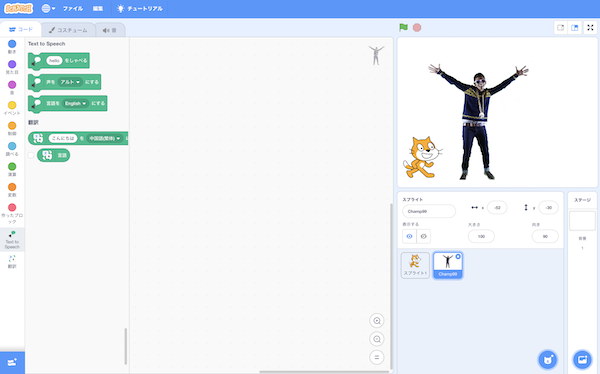 SCRATCH
ファイル
編集
チュートリアル
コード
コスチューム
音
動き
見た目
音
イベント
制御
調べる
演算
変数
作ったブロック
Text to Speech
翻訳
Text to Speech
hello をしゃべる
声を アルト にする
言語を English にする
翻訳
こんにちは を 中国語(繁体)
言語
スプライト
Champ99
x -53
y -30
表示する
大きさ 100
向き 90
スプライト1
Champ99
ステージ
背景
1